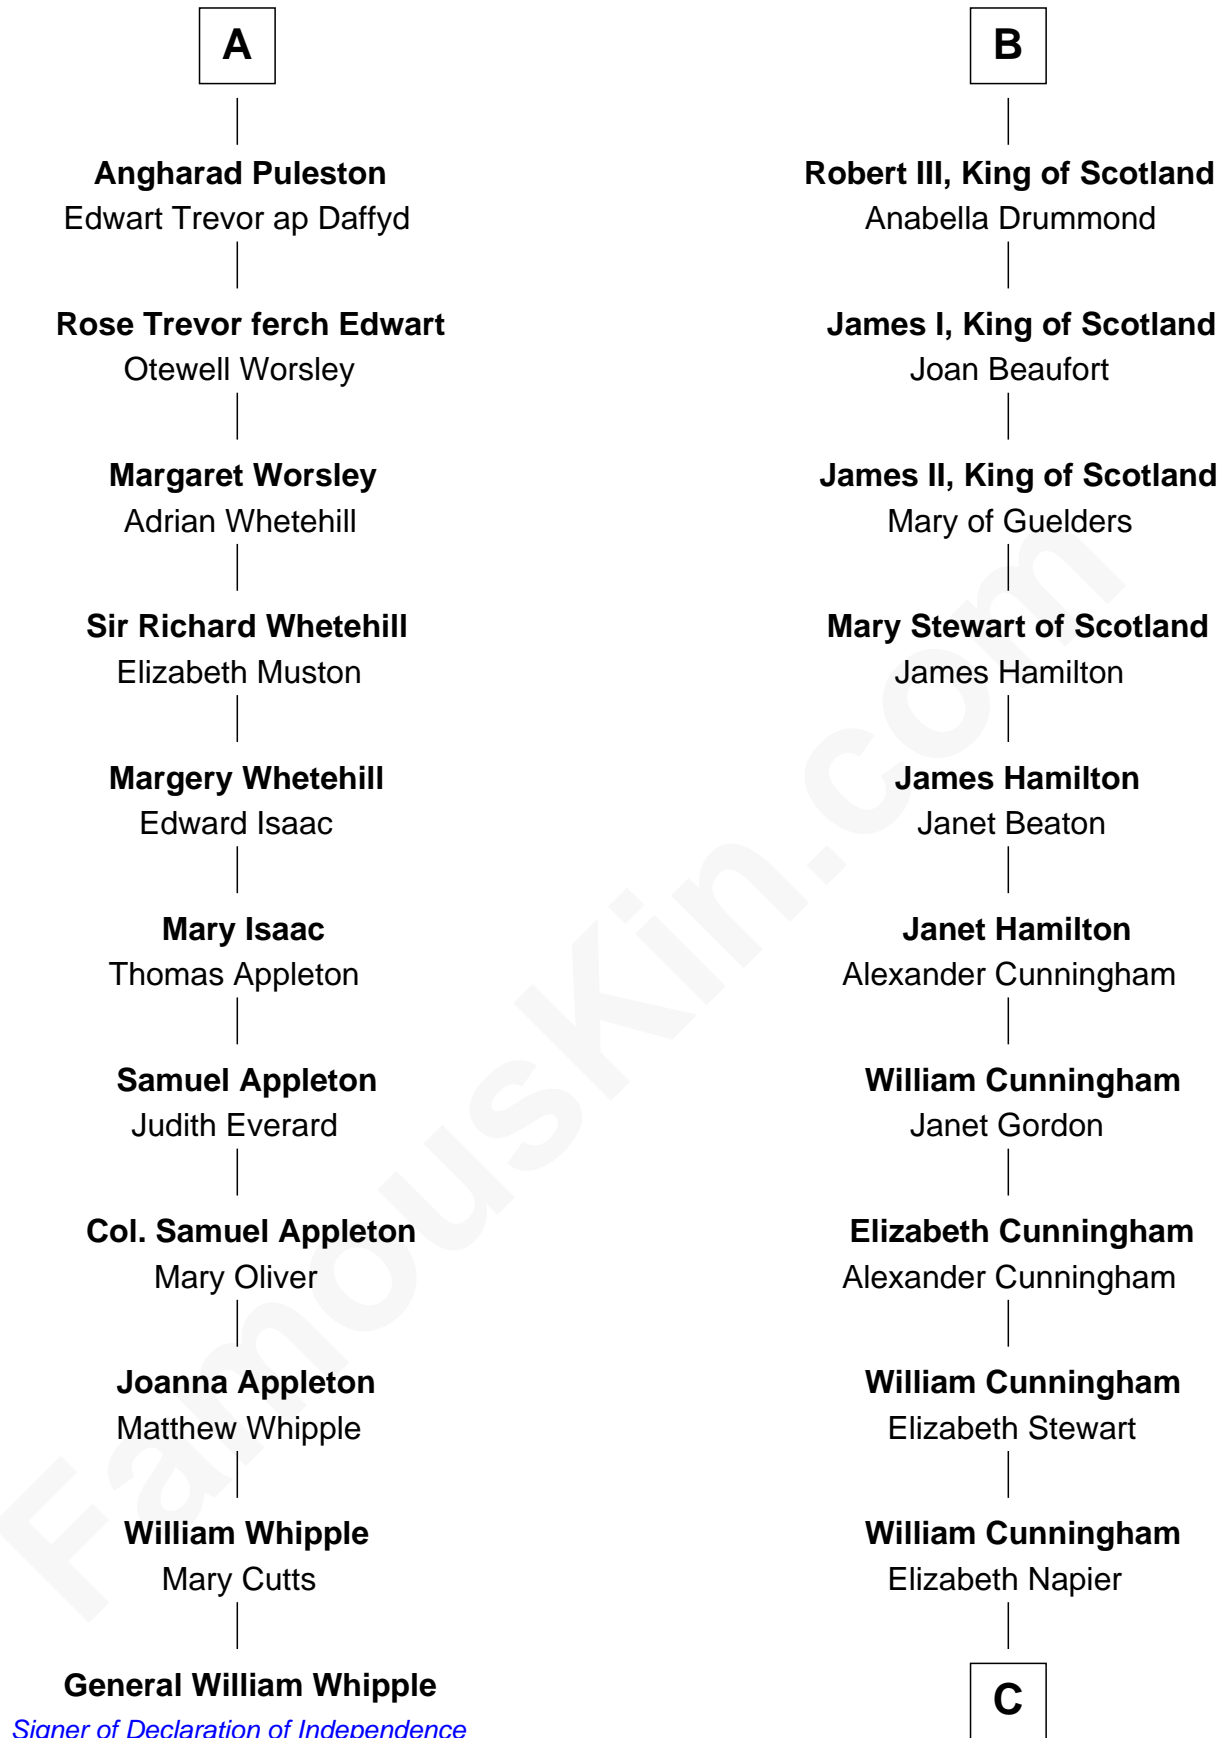 A
Angharad Puleston
Edwart Trevor ap Daffyd
Rose Trevor ferch Edwart
Otewell Worsley
Margaret Worsley
Adrian Whetehill
Sir Richard Whetehill
Elizabeth Muston
Margery Whetehill
Edward Isaac
Mary Isaac
Thomas Appleton
Samuel Appleton
Judith Everard
Col. Samuel Appleton
Mary Oliver
Joanna Appleton
Matthew Whipple
William Whipple
Mary Cutts
General William Whipple
Signer of Declaration of Independence
B
Robert III, King of Scotland
Anabella Drummond
James I, King of Scotland
Joan Beaufort
James II, King of Scotland
Mary of Guelders
Mary Stewart of Scotland
James Hamilton
James Hamilton
Janet Beaton
Janet Hamilton
Alexander Cunningham
William Cunningham
Janet Gordon
Elizabeth Cunningham
Alexander Cunningham
William Cunningham
Elizabeth Stewart
William Cunningham
Elizabeth Napier
C
FamousKin.com